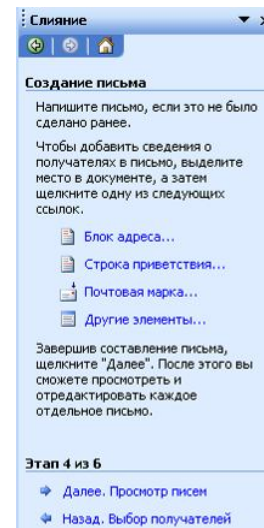 Слияние
Создание письма
Напишите письмо, если это не было
сделано ранее.
Чтобы добавить сведения о
получателях в письмо, выделите
место в документе, а затем
щелкните одну из следующих
ссылок.
Блок адреса...
Строка приветствия...
Почтовая марка...
Другие элементы...
Завершив составление письма,
щелкните "Далее". После этого вы
сможете просмотреть и
отредактировать каждое
отдельное письмо.
Этап 4 из 6
Далее. Просмотр писем
Назад. Выбор получателей